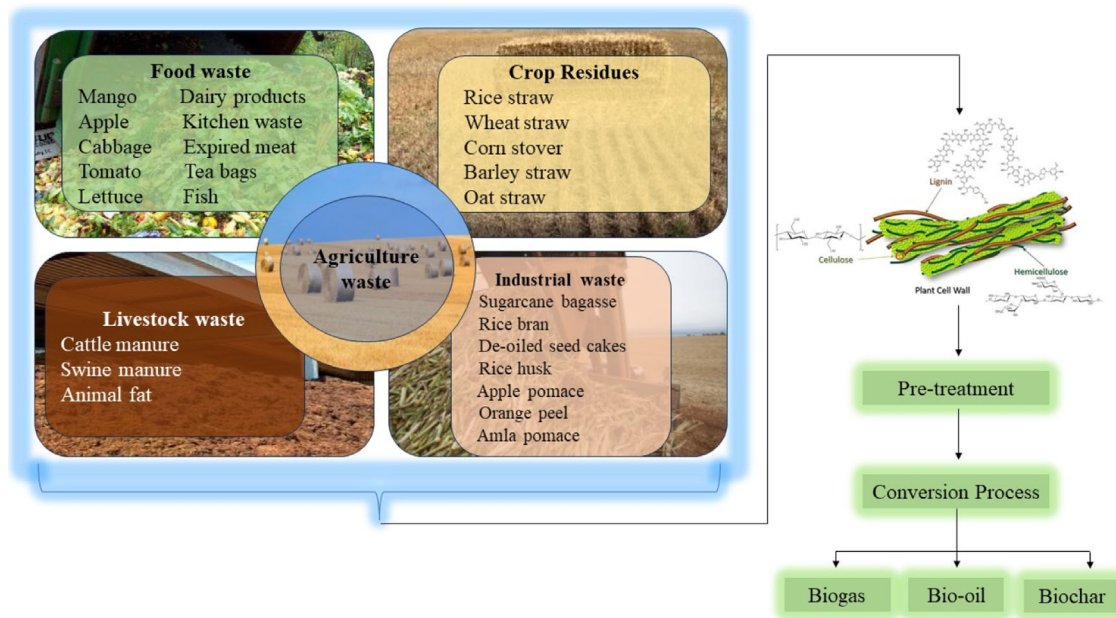 Food waste
Mango Dairy products
Apple Kitchen waste
Cabbage Expired meat
Tomato Tea bags
Lettuce Fish
Crop Residues
Rice straw
Wheat straw
Corn stover
Barley straw
Oat straw
Agriculture
waste
Livestock waste
Cattle manure
Swine manure
Animal fat
Industrial waste
Sugarcane bagasse
Rice bran
De-oiled seed cakes
Rice husk
Apple pomace
Orange peel
Amla pomace
Lignin
Cellulose
Hemicellulose
Plant Cell Wall
Pre-treatment
Conversion Process
Biogas
Bio-oil
Biochar